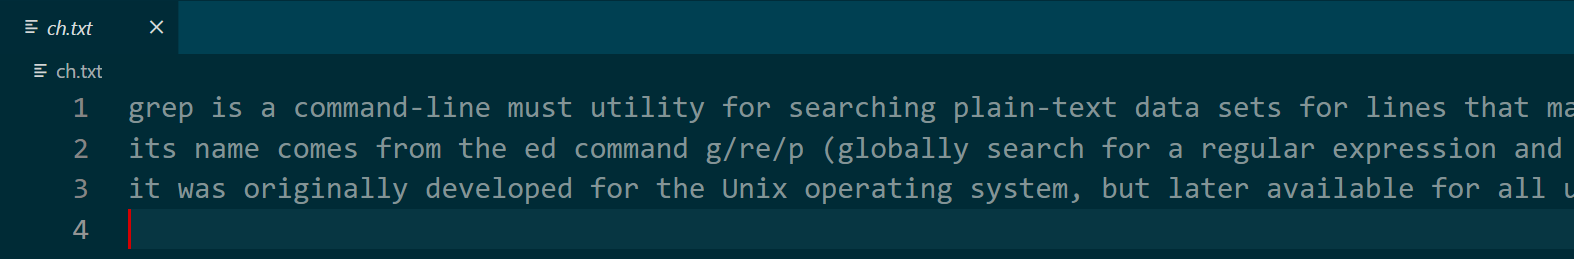 ch.txt
ch.txt
1 grep is a command-line must utility for searching plain-text data sets for lines that
2 its name comes from the ed command g/re/p (globally search for a regular expression and
3 it was originally developed for the Unix operating system, but later available for all
4